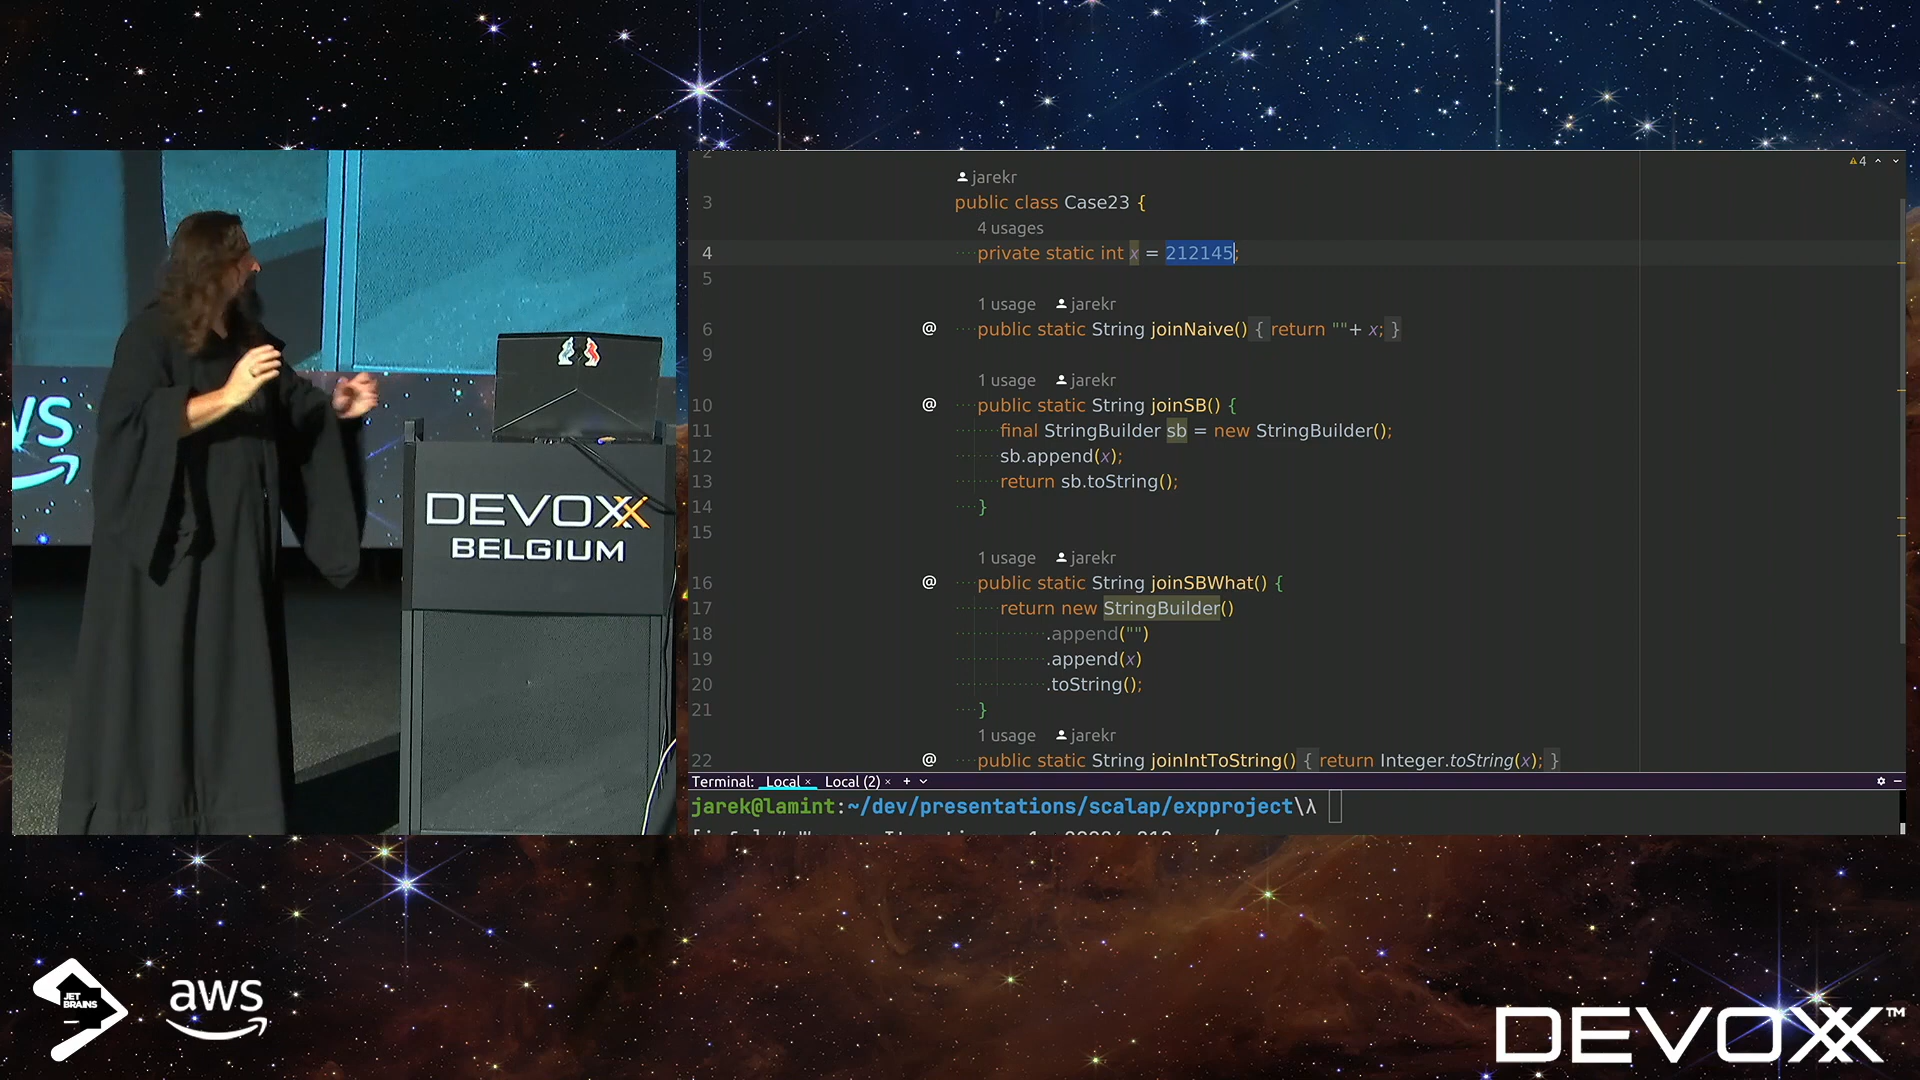 VS
DEVOXX
BELGIUM
2
4
jarekr
3 public class Case23 {
4 usages
4 private static int x = 212145;
5
1 usage jarekr
6 @ public static String joinNaive() { return ""+ x; }
9
1 usage jarekr
10 @ public static String joinSB() {
11 final StringBuilder sb = new StringBuilder();
12 sb.append(x);
13 return sb.toString();
14 }
15
1 usage jarekr
16 @ public static String joinSBWhat() {
17 return new StringBuilder()
18 .append("")
19 .append(x)
20 .toString();
21 }
1 usage jarekr
22 @ public static String joinIntToString() { return Integer.toString(x); }
Terminal: Local × Local (2) × +
jarek@lamint:~/dev/presentations/scalap/expproject\λ
JET
BRAINS
aws
DEVOXX™